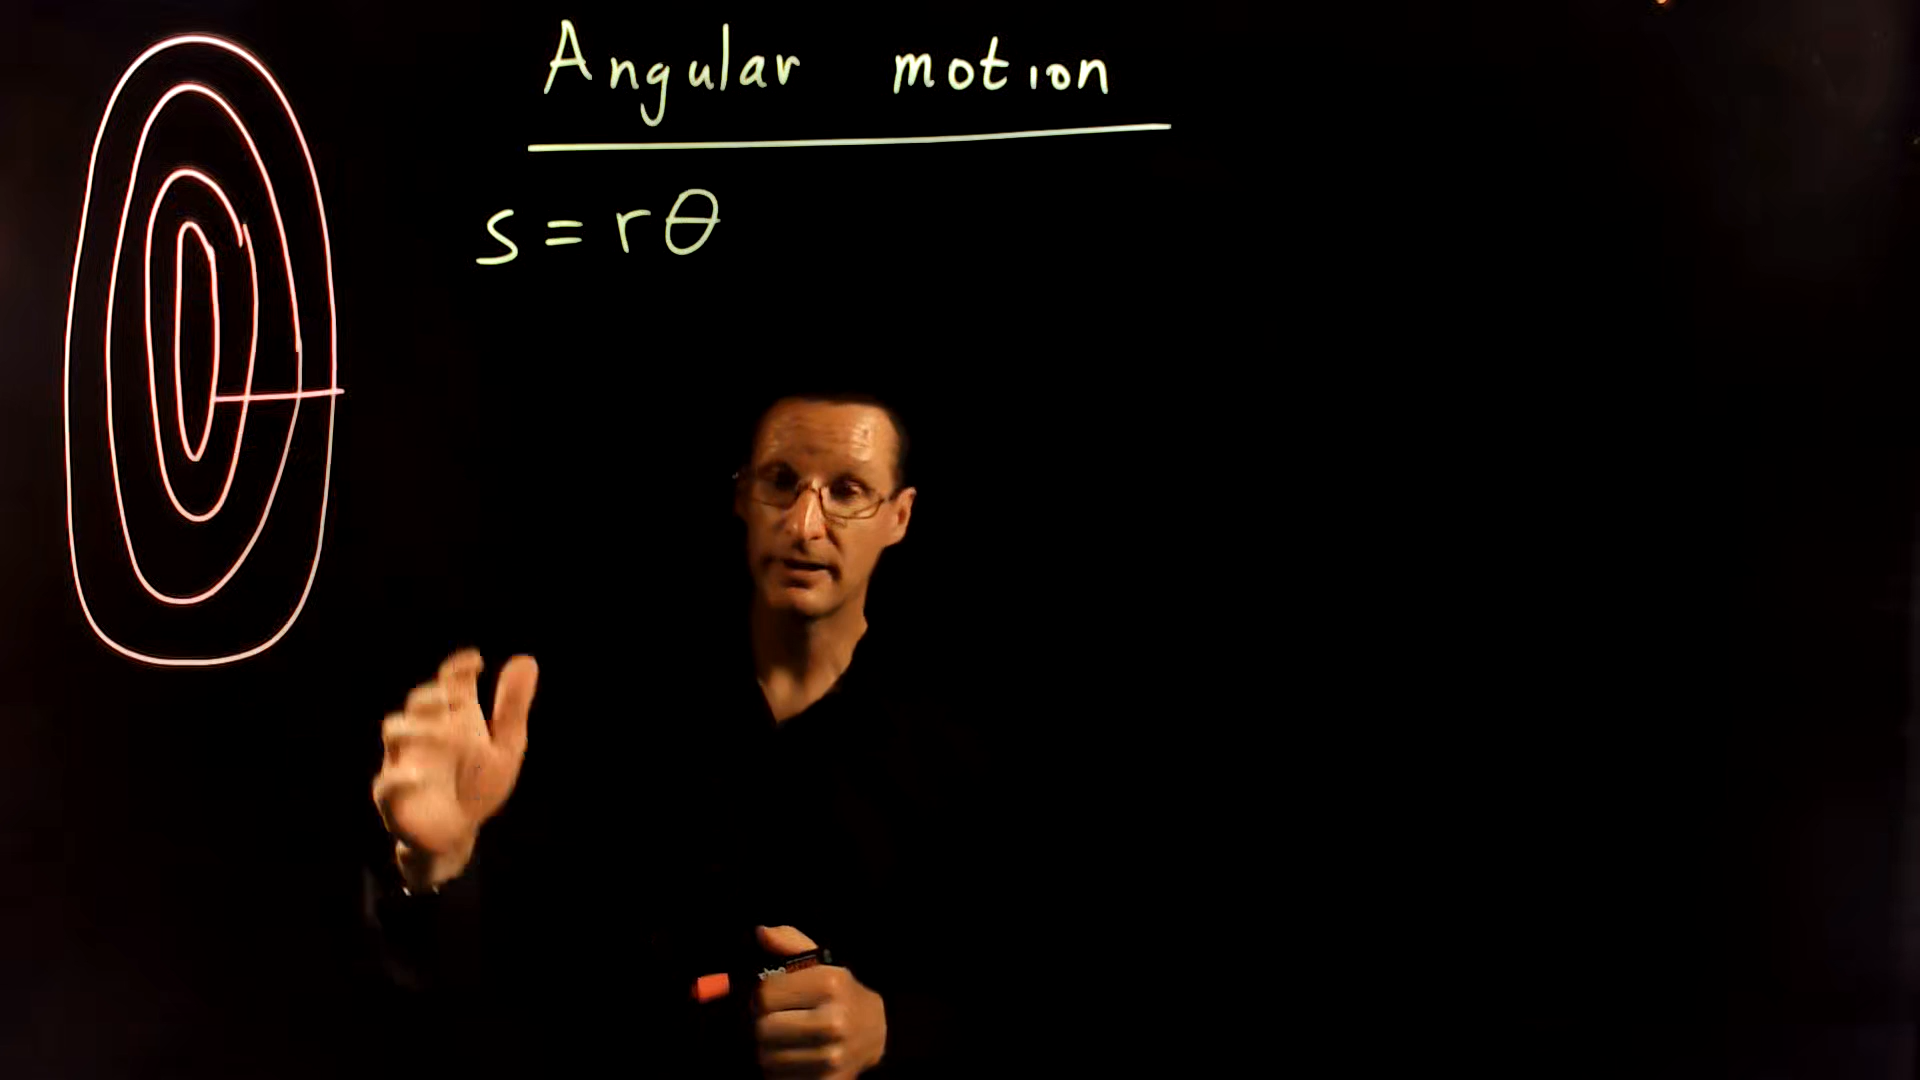 Angular motion
s = rθ